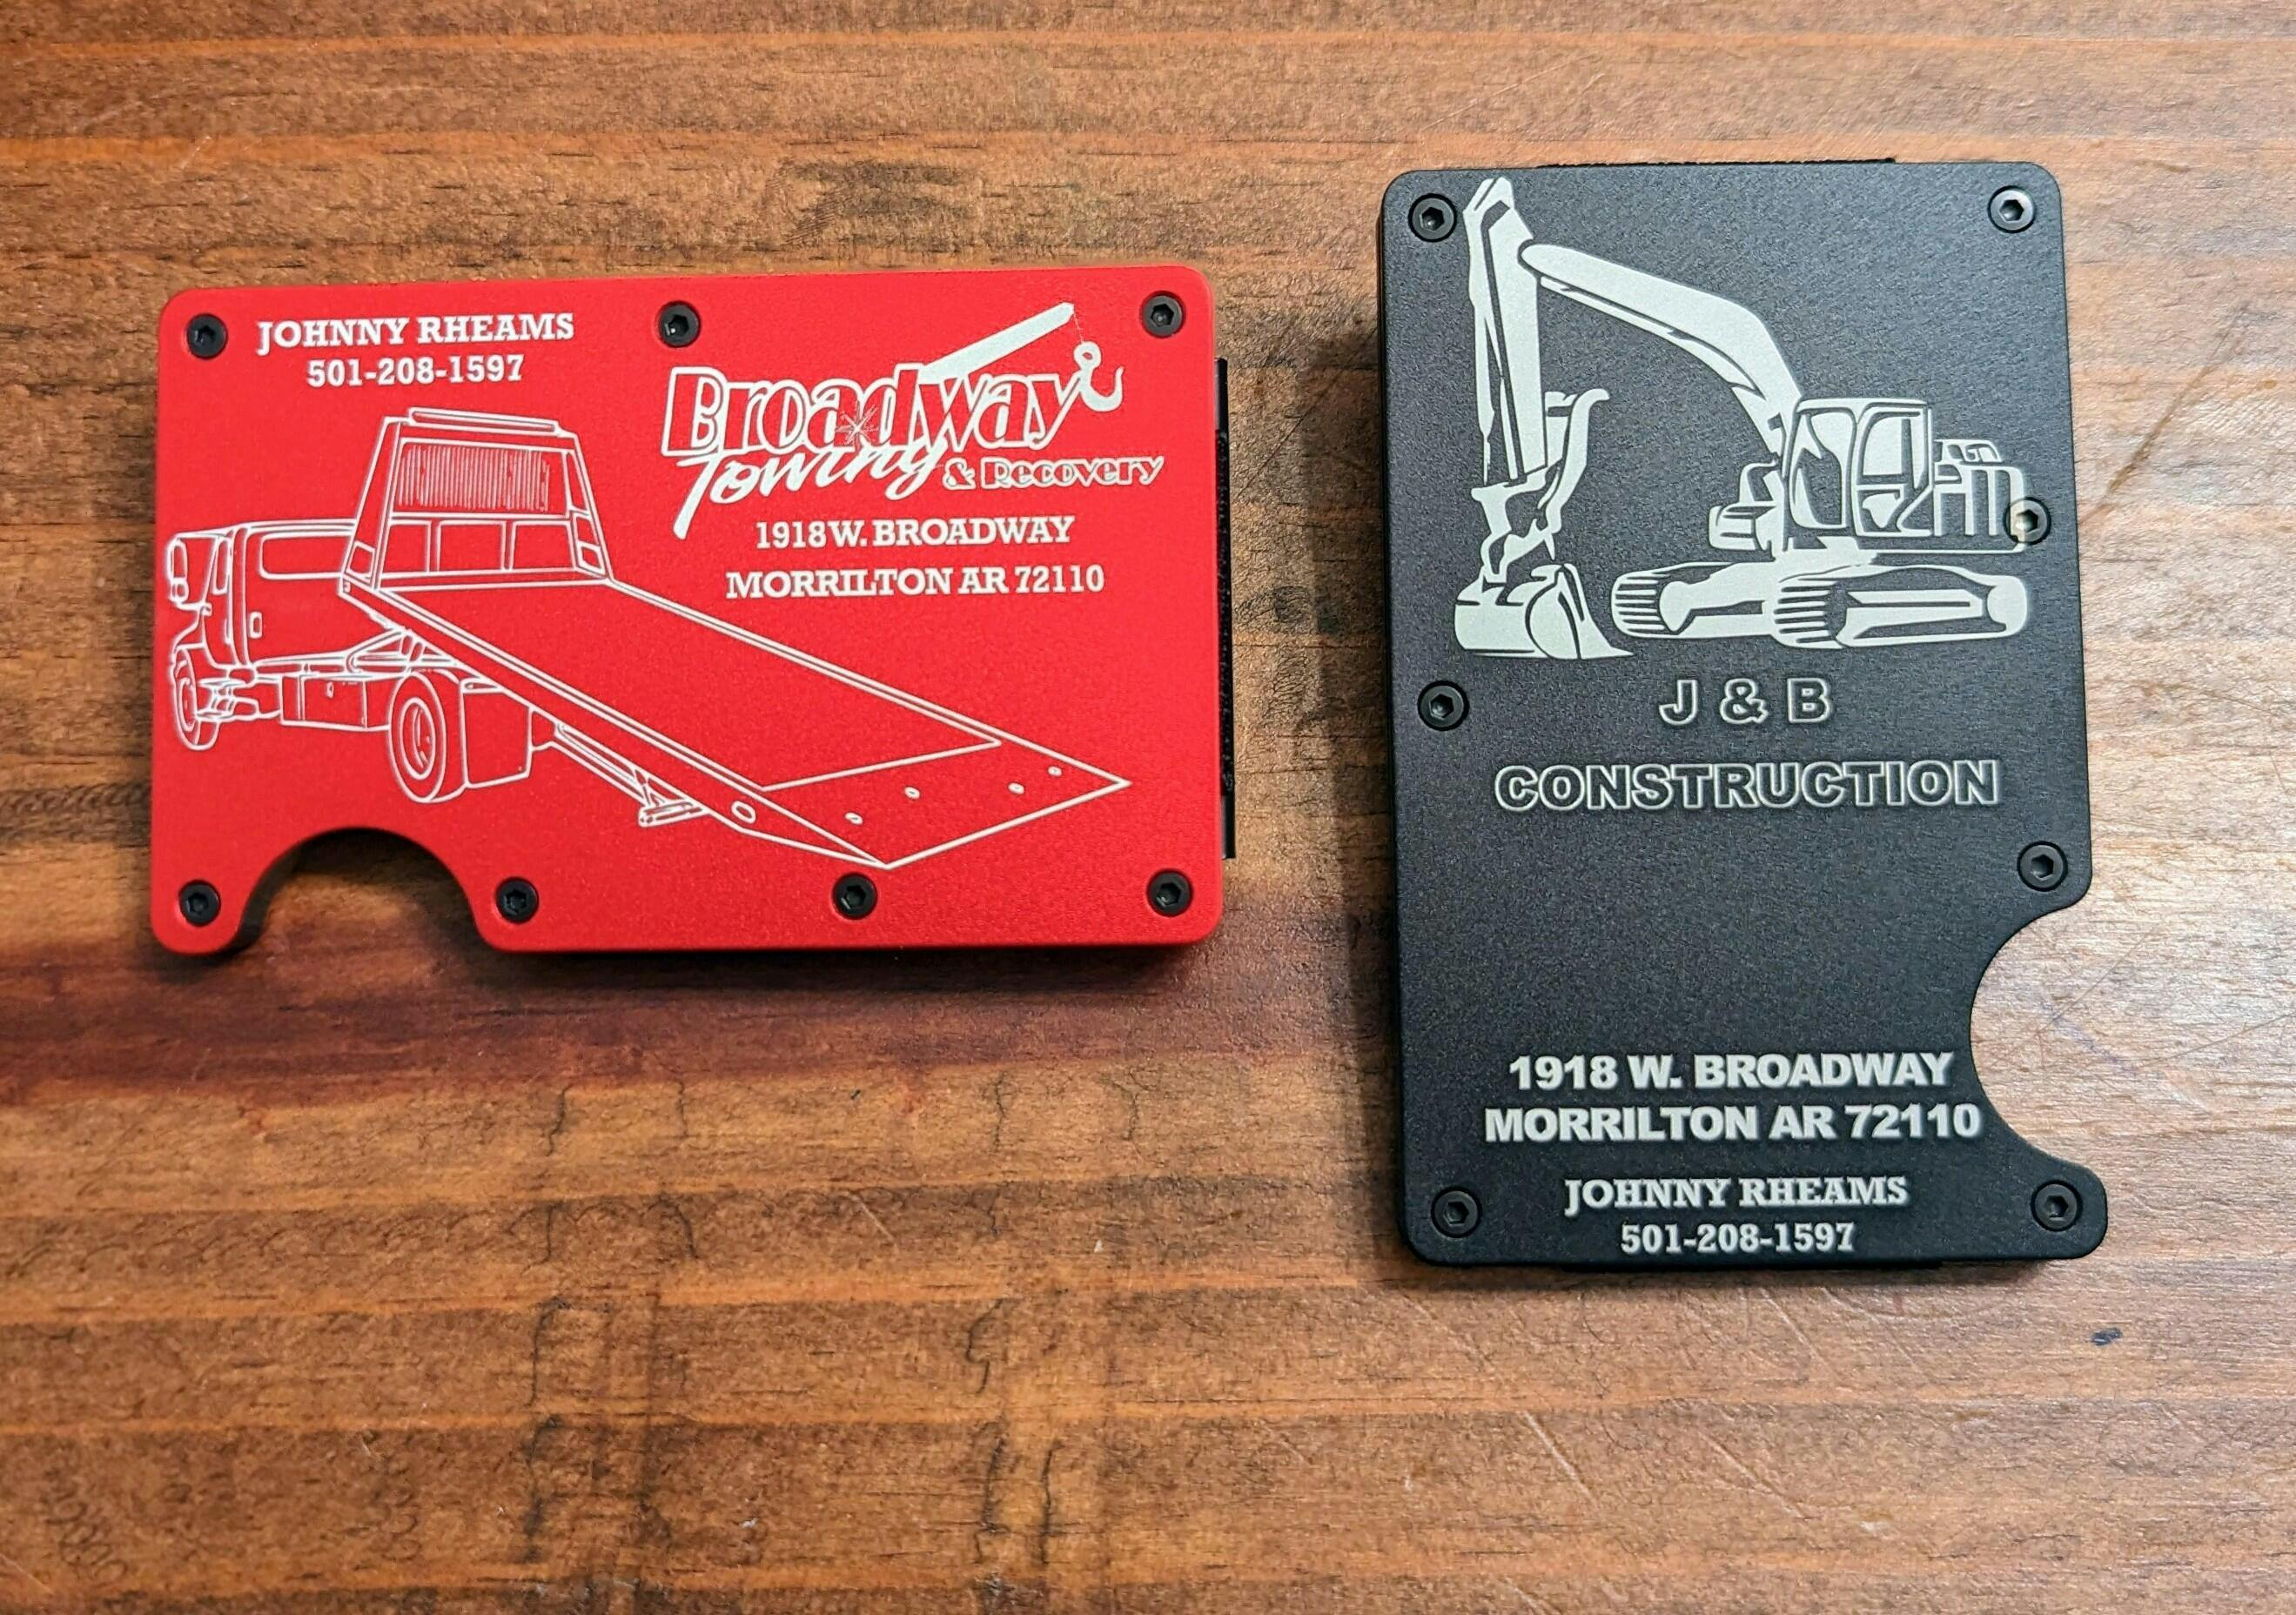 JOHNNY RHEAMS
501-208-1597
Broadway
Towing & Recovery
1918 W. BROADWAY
MORRILTON AR 72110
J & B
CONSTRUCTION
1918 W. BROADWAY
MORRILTON AR 72110
JOHNNY RHEAMS
501-208-1597